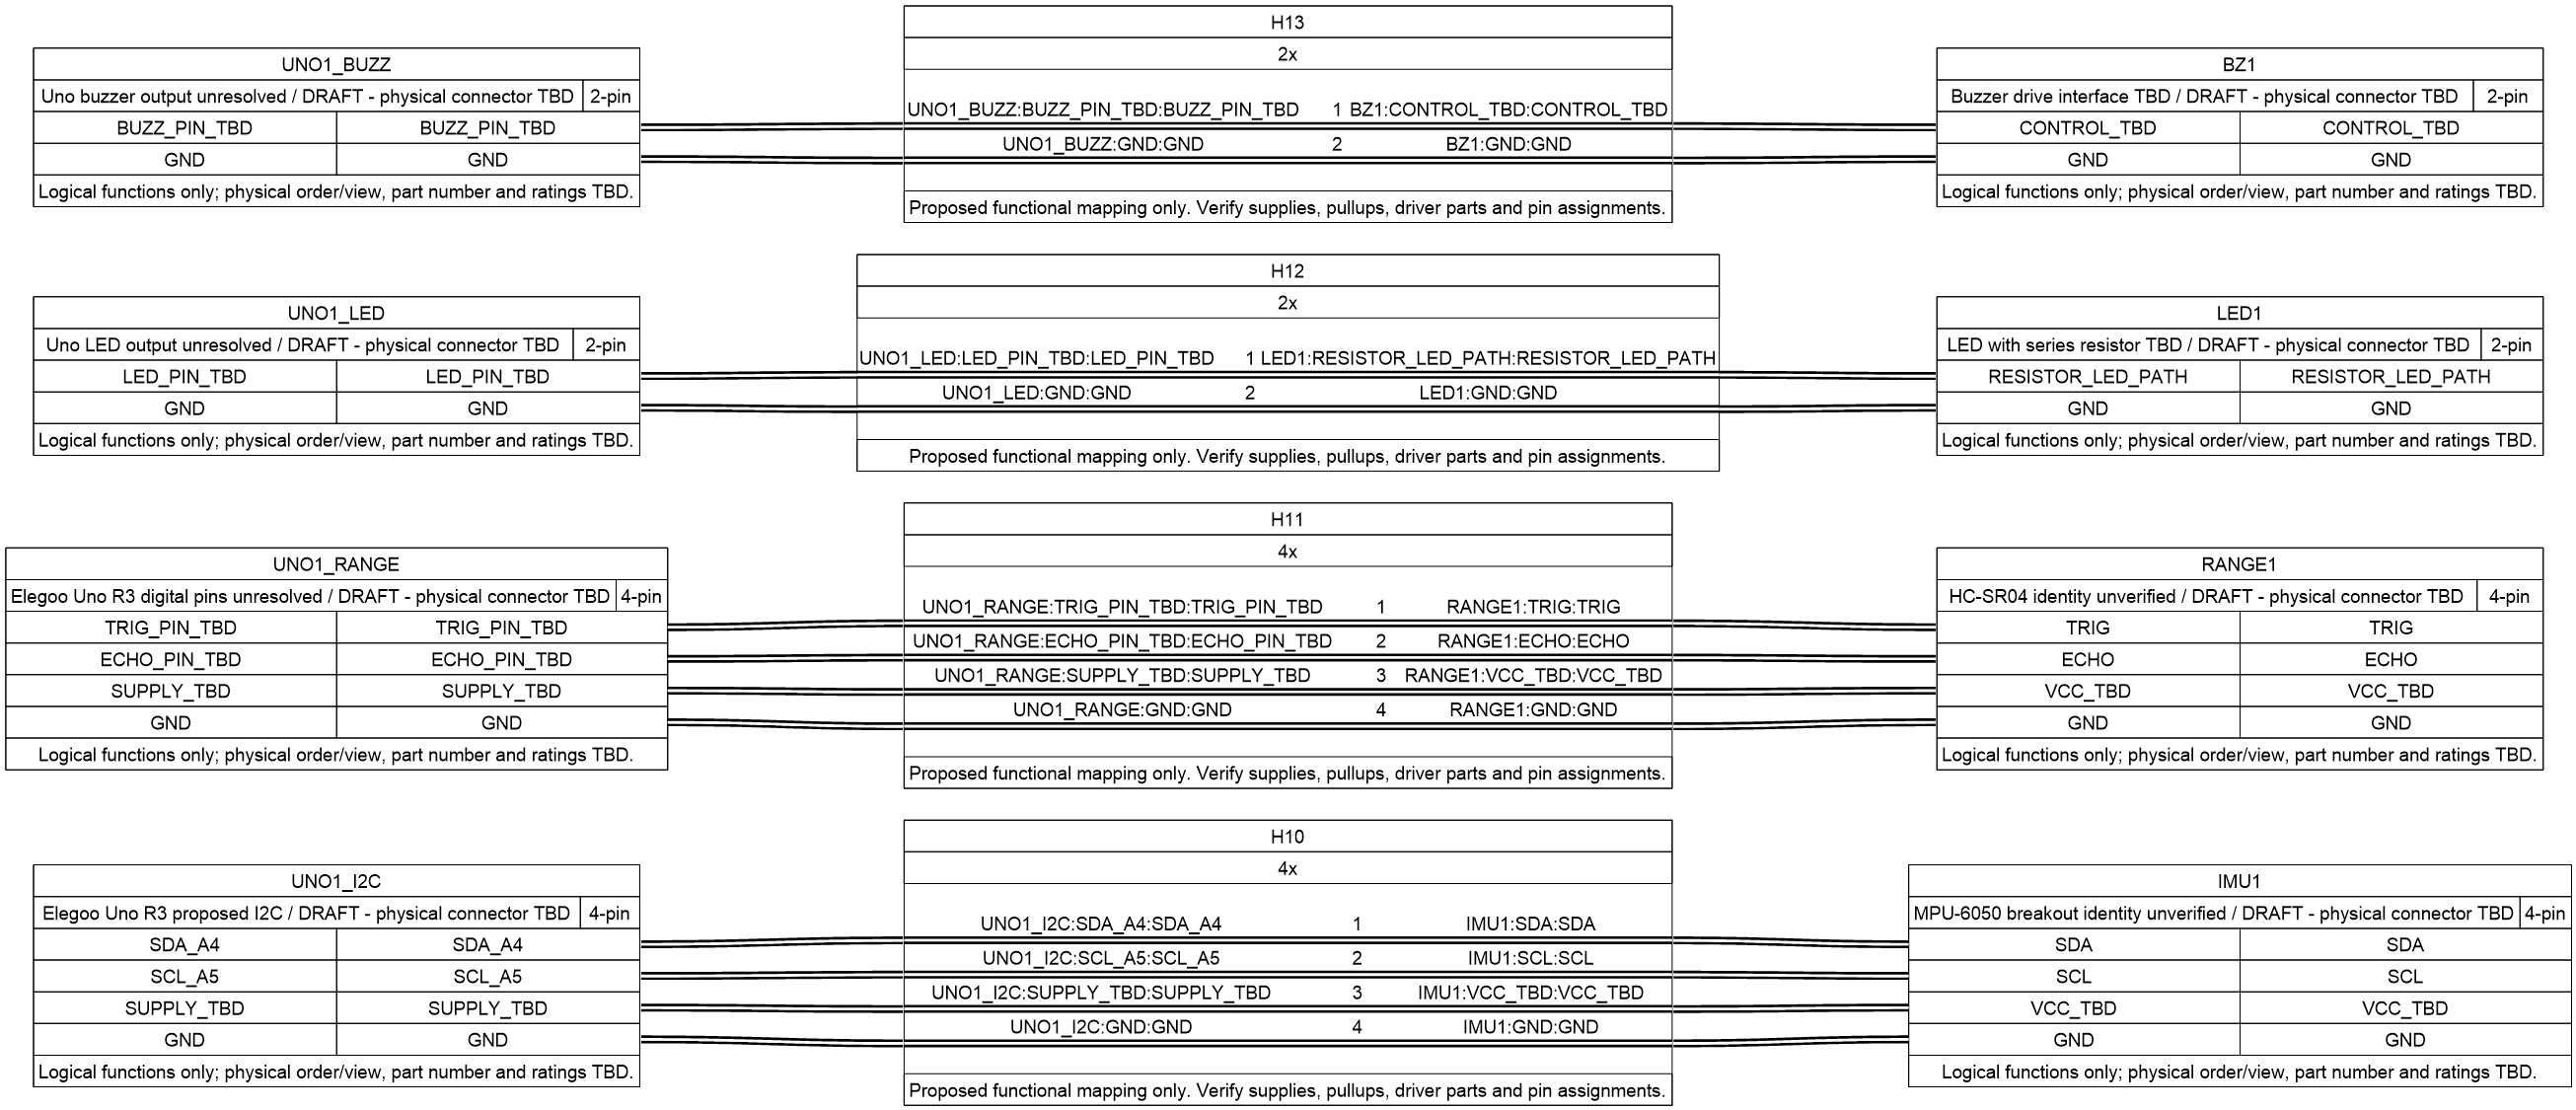 H13
2x
UNO1_BUZZ:BUZZ_PIN_TBD:BUZZ_PIN_TBD 1 BZ1:CONTROL_TBD:CONTROL_TBD
UNO1_BUZZ:GND:GND 2 BZ1:GND:GND
Proposed functional mapping only. Verify supplies, pullups, driver parts and pin assignments.
UNO1_BUZZ
Uno buzzer output unresolved / DRAFT - physical connector TBD 2-pin
BUZZ_PIN_TBD BUZZ_PIN_TBD
GND GND
Logical functions only; physical order/view, part number and ratings TBD.
BZ1
Buzzer drive interface TBD / DRAFT - physical connector TBD 2-pin
CONTROL_TBD CONTROL_TBD
GND GND
Logical functions only; physical order/view, part number and ratings TBD.
H12
2x
UNO1_LED:LED_PIN_TBD:LED_PIN_TBD 1 LED1:RESISTOR_LED_PATH:RESISTOR_LED_PATH
UNO1_LED:GND:GND 2 LED1:GND:GND
Proposed functional mapping only. Verify supplies, pullups, driver parts and pin assignments.
UNO1_LED
Uno LED output unresolved / DRAFT - physical connector TBD 2-pin
LED_PIN_TBD LED_PIN_TBD
GND GND
Logical functions only; physical order/view, part number and ratings TBD.
LED1
LED with series resistor TBD / DRAFT - physical connector TBD 2-pin
RESISTOR_LED_PATH RESISTOR_LED_PATH
GND GND
Logical functions only; physical order/view, part number and ratings TBD.
H11
4x
UNO1_RANGE:TRIG_PIN_TBD:TRIG_PIN_TBD 1 RANGE1:TRIG:TRIG
UNO1_RANGE:ECHO_PIN_TBD:ECHO_PIN_TBD 2 RANGE1:ECHO:ECHO
UNO1_RANGE:SUPPLY_TBD:SUPPLY_TBD 3 RANGE1:VCC_TBD:VCC_TBD
UNO1_RANGE:GND:GND 4 RANGE1:GND:GND
Proposed functional mapping only. Verify supplies, pullups, driver parts and pin assignments.
UNO1_RANGE
Elegoo Uno R3 digital pins unresolved / DRAFT - physical connector TBD 4-pin
TRIG_PIN_TBD TRIG_PIN_TBD
ECHO_PIN_TBD ECHO_PIN_TBD
SUPPLY_TBD SUPPLY_TBD
GND GND
Logical functions only; physical order/view, part number and ratings TBD.
RANGE1
HC-SR04 identity unverified / DRAFT - physical connector TBD 4-pin
TRIG TRIG
ECHO ECHO
VCC_TBD VCC_TBD
GND GND
Logical functions only; physical order/view, part number and ratings TBD.
H10
4x
UNO1_I2C:SDA_A4:SDA_A4 1 IMU1:SDA:SDA
UNO1_I2C:SCL_A5:SCL_A5 2 IMU1:SCL:SCL
UNO1_I2C:SUPPLY_TBD:SUPPLY_TBD 3 IMU1:VCC_TBD:VCC_TBD
UNO1_I2C:GND:GND 4 IMU1:GND:GND
Proposed functional mapping only. Verify supplies, pullups, driver parts and pin assignments.
UNO1_I2C
Elegoo Uno R3 proposed I2C / DRAFT - physical connector TBD 4-pin
SDA_A4 SDA_A4
SCL_A5 SCL_A5
SUPPLY_TBD SUPPLY_TBD
GND GND
Logical functions only; physical order/view, part number and ratings TBD.
IMU1
MPU-6050 breakout identity unverified / DRAFT - physical connector TBD 4-pin
SDA SDA
SCL SCL
VCC_TBD VCC_TBD
GND GND
Logical functions only; physical order/view, part number and ratings TBD.